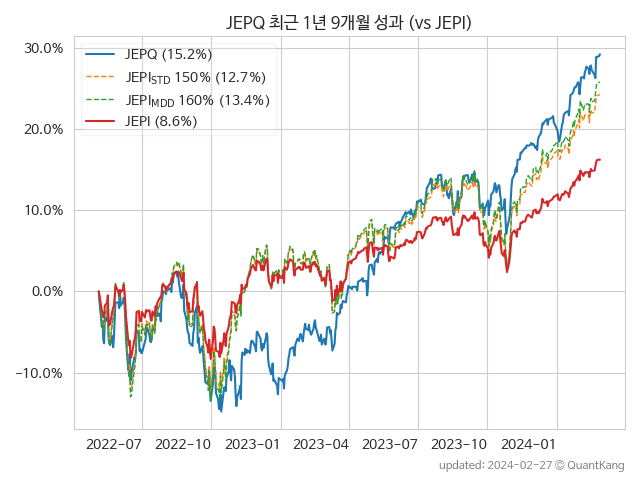 JEPQ 최근 1년 9개월 성과 (vs JEPI)
30.0%
20.0%
10.0%
0.0%
−10.0%
JEPQ (15.2%)
JEPI_STD 150% (12.7%)
JEPI_MDD 160% (13.4%)
JEPI (8.6%)
2022-07 2022-10 2023-01 2023-04 2023-07 2023-10 2024-01
updated: 2024-02-27 © QuantKang